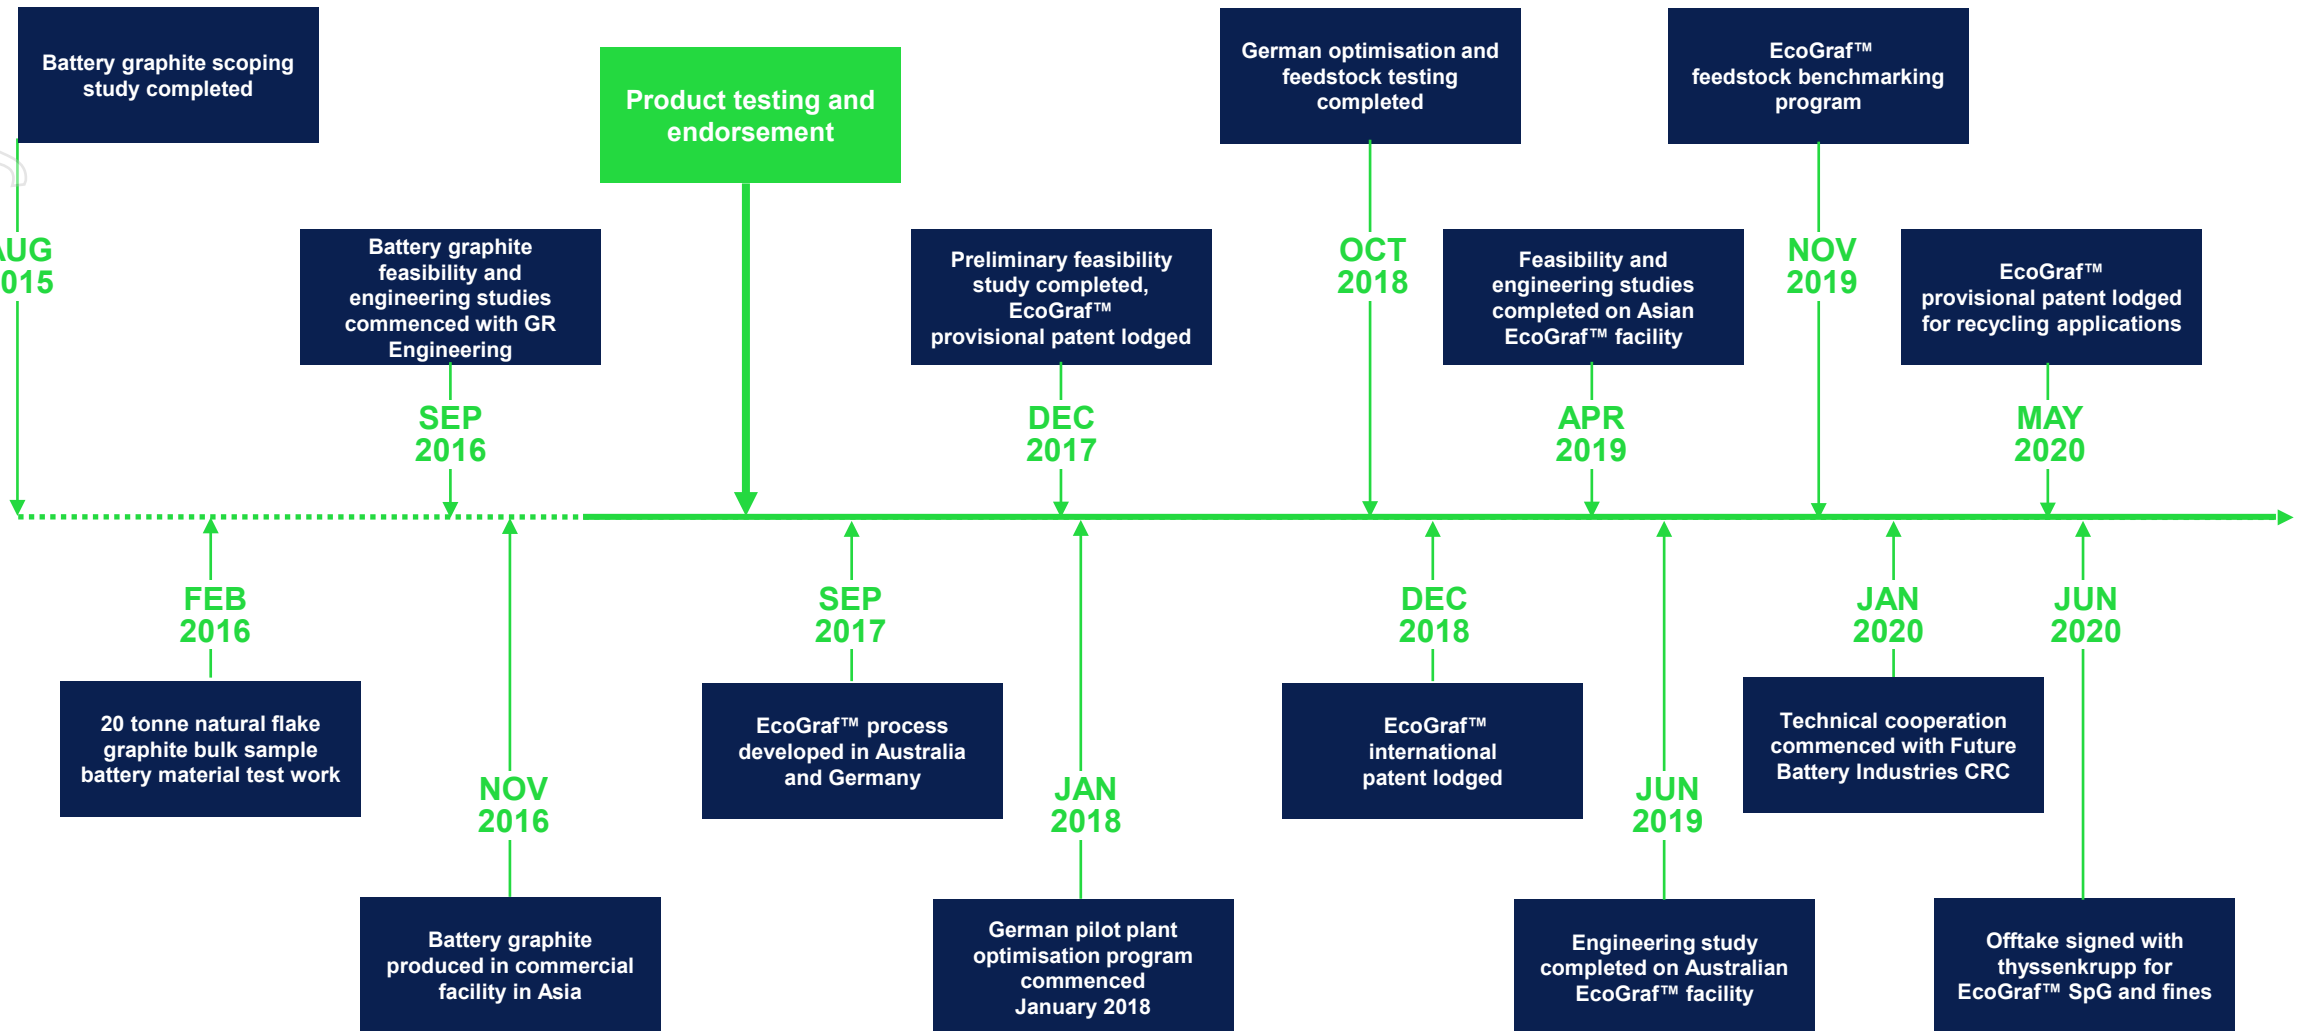 Battery graphite scoping
study completed
AUG
2015
20 tonne natural flake
graphite bulk sample
battery material test work
FEB
2016
Battery graphite
feasibility and
engineering studies
commenced with GR
Engineering
SEP
2016
Battery graphite
produced in commercial
facility in Asia
NOV
2016
Product testing and
endorsement
EcoGraf™ process
developed in Australia
and Germany
SEP
2017
Preliminary feasibility
study completed,
EcoGraf™
provisional patent lodged
DEC
2017
German pilot plant
optimisation program
commenced
January 2018
JAN
2018
German optimisation and
feedstock testing
completed
OCT
2018
EcoGraf™
international
patent lodged
DEC
2018
Feasibility and
engineering studies
completed on Asian
EcoGraf™ facility
APR
2019
Engineering study
completed on Australian
EcoGraf™ facility
JUN
2019
EcoGraf™
feedstock benchmarking
program
NOV
2019
Technical cooperation
commenced with Future
Battery Industries CRC
JAN
2020
EcoGraf™
provisional patent lodged
for recycling applications
MAY
2020
Offtake signed with
thyssenkrupp for
EcoGraf™ SpG and fines
JUN
2020